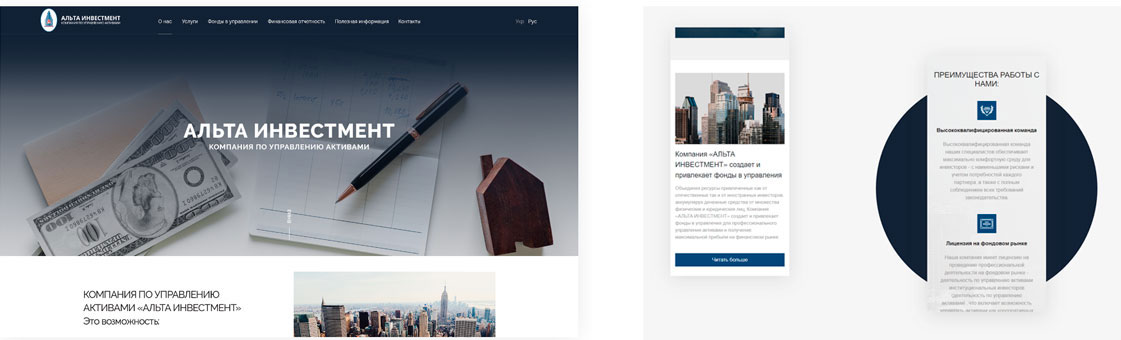 АЛЬТА ИНВЕСТМЕНТ
КОМПАНИЯ ПО УПРАВЛЕНИЮ АКТИВАМИ
О нас Услуги Фонды в управлении Финансовая отчетность Полезная информация Контакты
Укр Рус
АЛЬТА ИНВЕСТМЕНТ
КОМПАНИЯ ПО УПРАВЛЕНИЮ АКТИВАМИ
КОМПАНИЯ ПО УПРАВЛЕНИЮ
АКТИВАМИ «АЛЬТА ИНВЕСТМЕНТ»
Это возможность:
Компания «АЛЬТА
ИНВЕСТМЕНТ» создает и
привлекает фонды в управления
Объединяя ресурсы привлеченные как от
отечественных так и от иностранных инвесторов,
аккумулируя денежные средства от множества
физических и юридических лиц, Компания
«АЛЬТА ИНВЕСТМЕНТ» создает и привлекает
фонды в управления для профессионального
управления активами и получения
максимальной прибыли на финансовом рынке.
Читать больше
ПРЕИМУЩЕСТВА РАБОТЫ С
НАМИ:
Высококвалифицированная команда
Высококвалифицированная команда
наших специалистов обеспечивает
максимально комфортную среду для
инвесторов - с наименьшими рисками и
учетом потребностей каждого
партнера, а также с полным
соблюдением всех требований
законодательства.
Лицензия на фондовом рынке
Наша компания имеет лицензию на
проведение профессиональной
деятельности на фондовом рынке -
деятельность по управлению активами
институциональных инвесторов
(деятельность по управлению
активами), что включает возможность